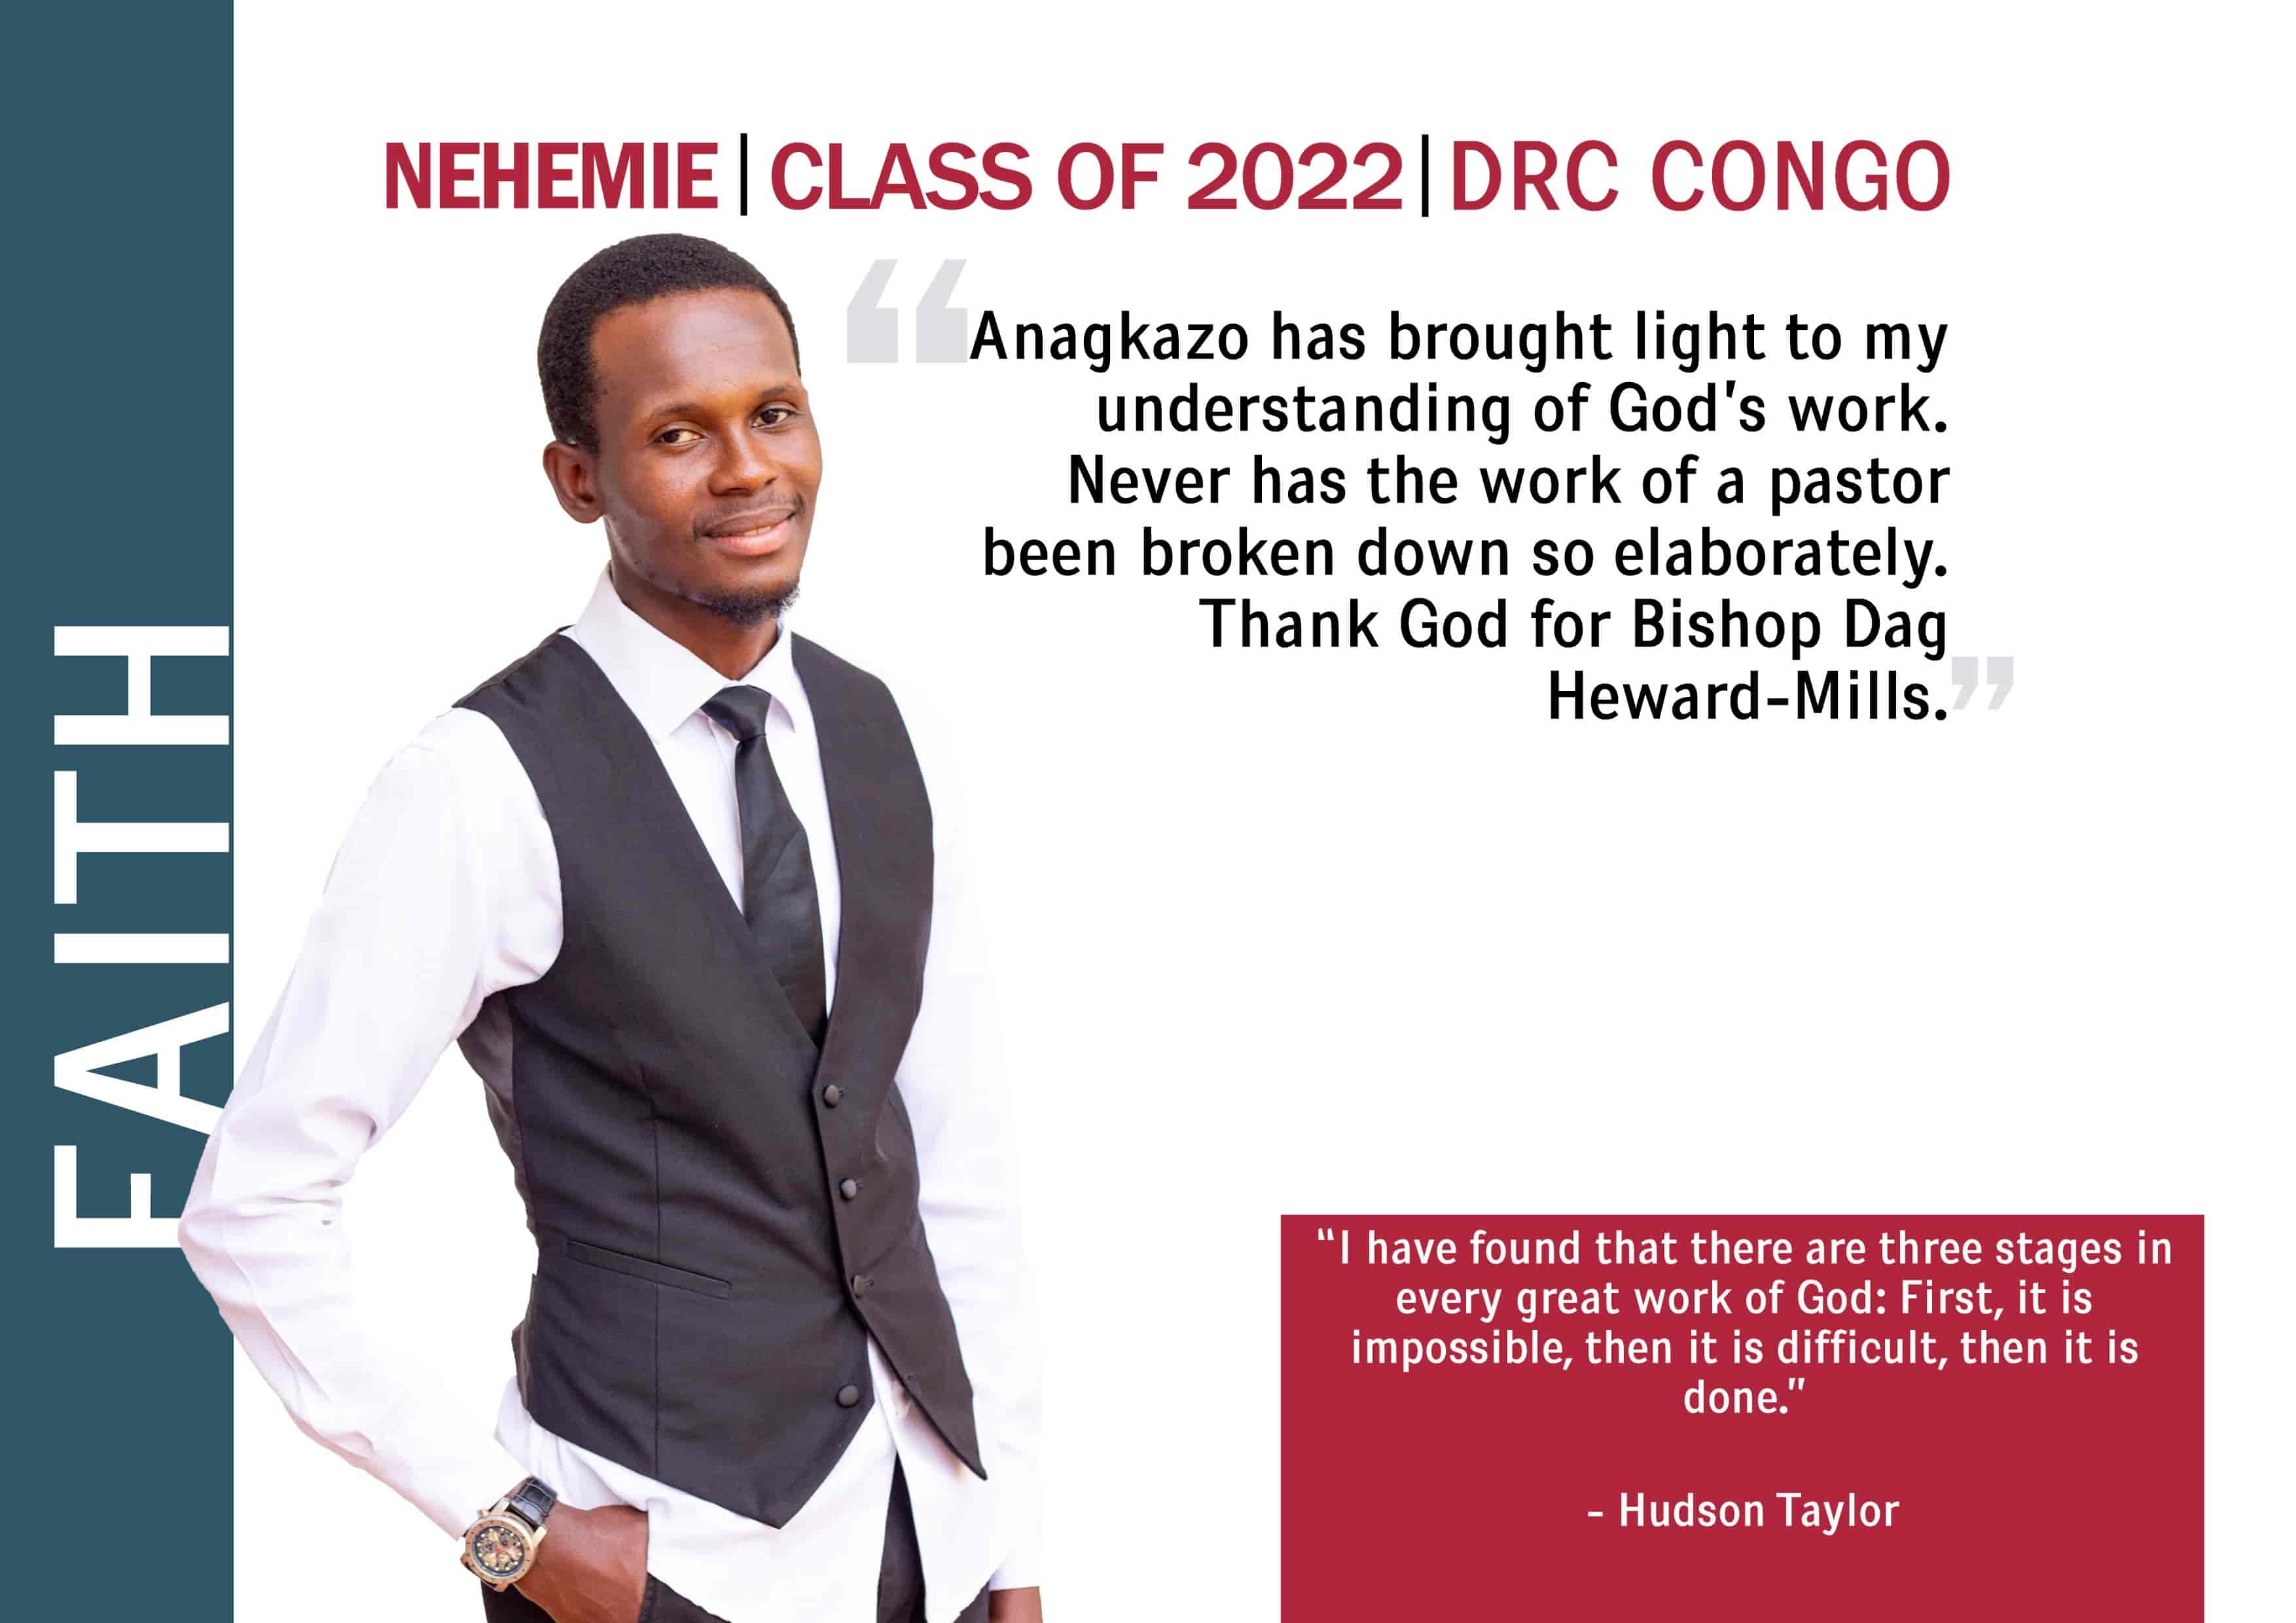 NEHEMIE|CLASS OF 2022|DRC CONGO
“Anagkazo has brought light to my
understanding of God's work.
Never has the work of a pastor
been broken down so elaborately.
Thank God for Bishop Dag
Heward-Mills.”
FAITH
“I have found that there are three stages in
every great work of God: First, it is
impossible, then it is difficult, then it is
done.”
- Hudson Taylor